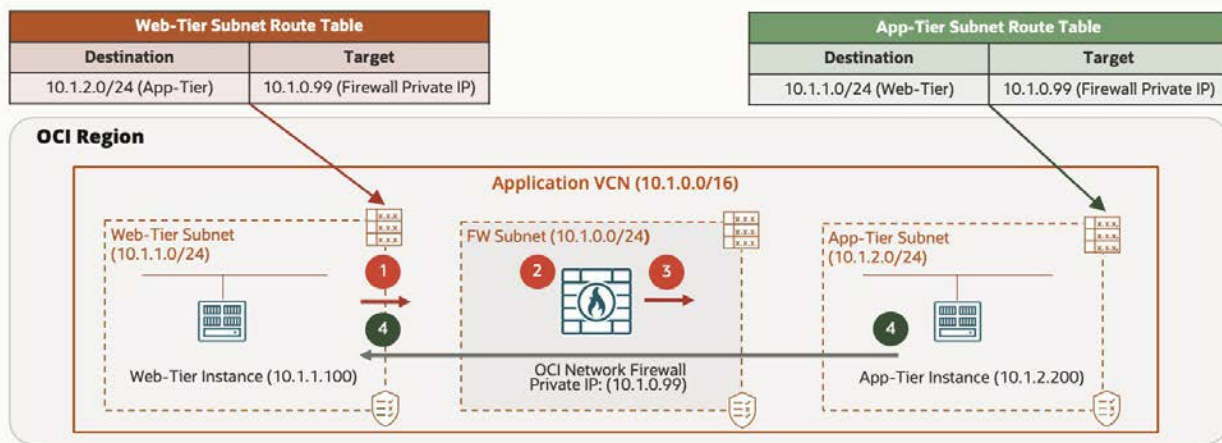 Web-Tier Subnet Route Table
Destination Target
10.1.2.0/24 (App-Tier) 10.1.0.99 (Firewall Private IP)
App-Tier Subnet Route Table
Destination Target
10.1.1.0/24 (Web-Tier) 10.1.0.99 (Firewall Private IP)
OCI Region
Application VCN (10.1.0.0/16)
Web-Tier Subnet
(10.1.1.0/24)
x.x.x
x.x.x
x.x.x
1
4
Web-Tier Instance (10.1.1.100)
FW Subnet (10.1.0.0/24)
x.x.x
x.x.x
x.x.x
2
3
OCI Network Firewall
Private IP: (10.1.0.99)
App-Tier Subnet
(10.1.2.0/24)
x.x.x
x.x.x
x.x.x
4
App-Tier Instance (10.1.2.200)